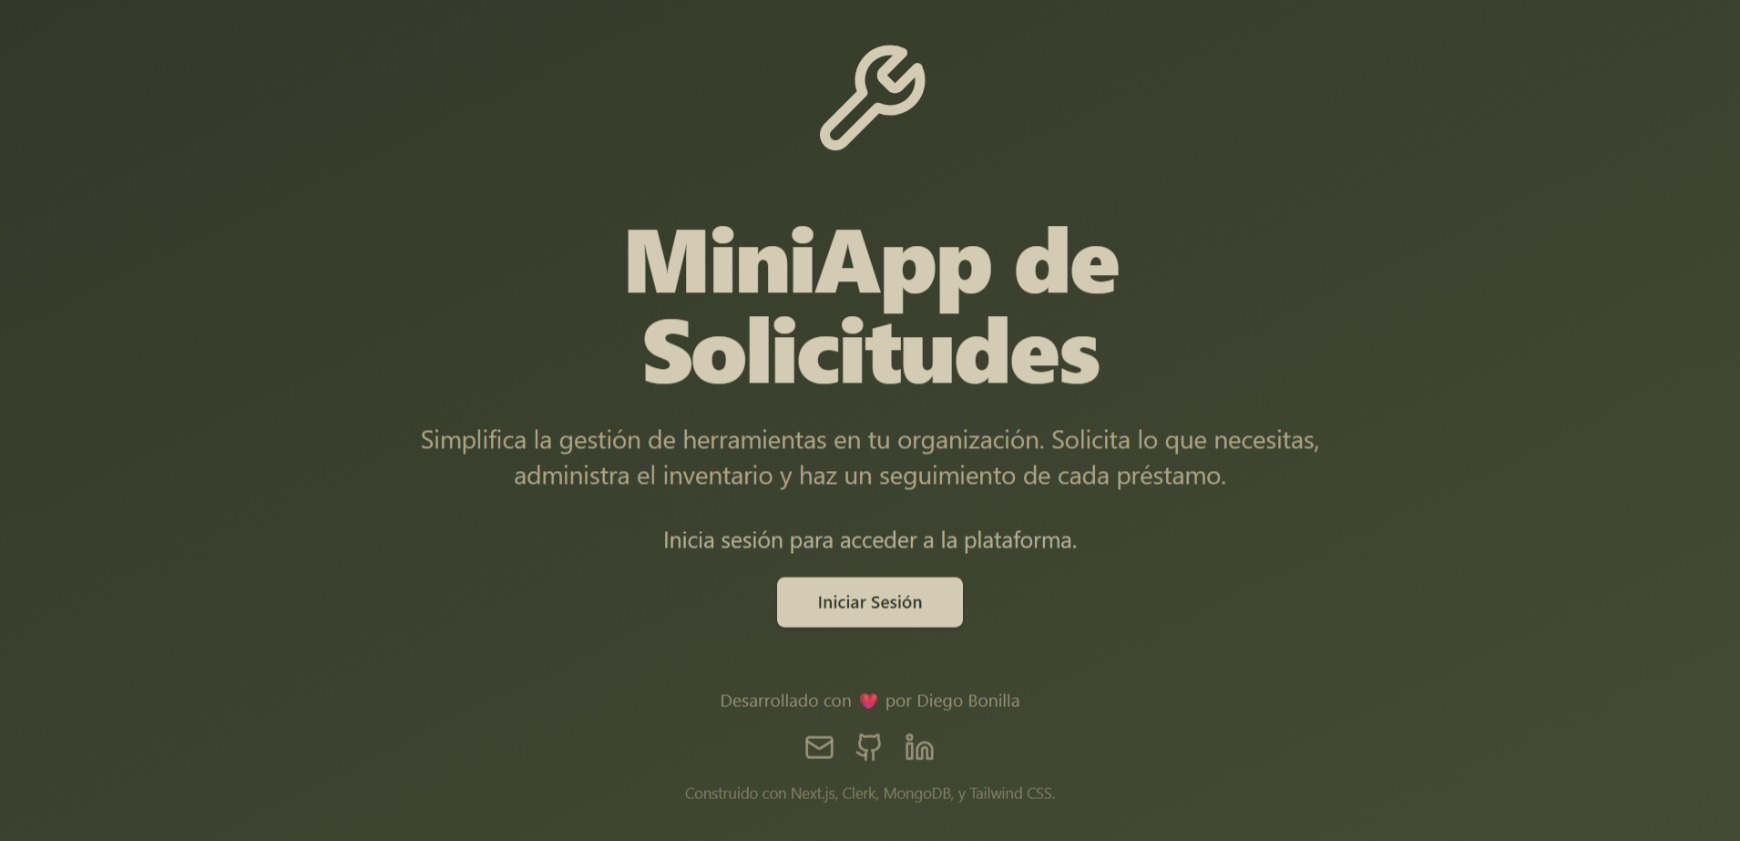 MiniApp de
Solicitudes
Simplifica la gestión de herramientas en tu organización. Solicita lo que necesitas,
administra el inventario y haz un seguimiento de cada préstamo.
Inicia sesión para acceder a la plataforma.
Iniciar Sesión
Desarrollado con ❤️ por Diego Bonilla
Construido con Next.js, Clerk, MongoDB, y Tailwind CSS.